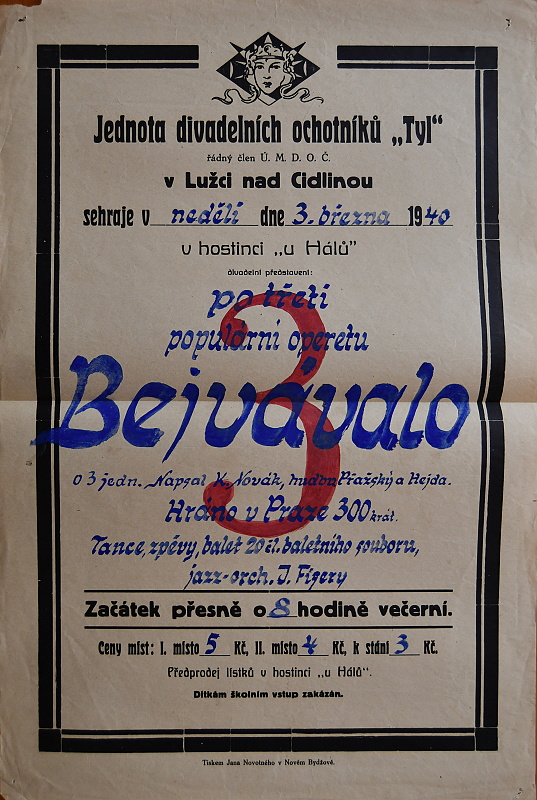 Jednota divadelních ochotníků „Tyl"
řádný člen Ú. M. D. O. Č.
v Lužci nad Cidlinou
sehraje v neděli dne 3. března 1940
v hostinci „u Hálů"
divadelní představení:
po třetí
populární operetu
3
Bejvávalo
o 3 jedn. Napsal K. Novák, hudba Pražský a Hejda.
Hráno v Praze 300 krát.
Tance, zpěvy, balet 20 čl. baletního souboru,
jazz-orch. J. Figery
Začátek přesně o 8 hodině večerní.
Ceny míst: I. místo 5 Kč, II. místo 4 Kč, k stání 3 Kč.
Předprodej lístků v hostinci „u Hálů".
Dítkám školním vstup zakázán.
Tiskem Jana Novotného v Novém Bydžově.